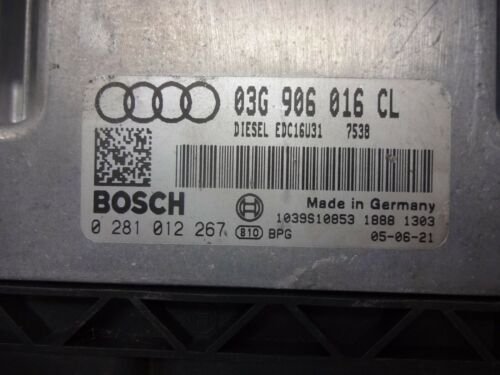 03G 906 016 CL
DIESEL EDC16U31 7538
BOSCH
Made in Germany
1039S10853 1888 1303
0 281 012 267 810 BPG 05-06-21